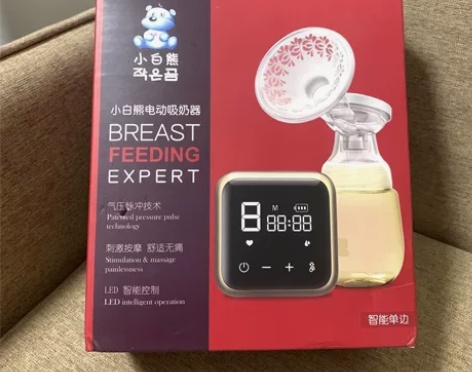 小白熊
작은곰
小白熊电动吸奶器
BREAST
FEEDING
EXPERT
气压脉冲技术
Patented pressure pulse
technology
刺激按摩 舒适无痛
Stimulation & massage
painlessness
LED 智能控制
LED intelligent operation
M
8 88:88
智能单边